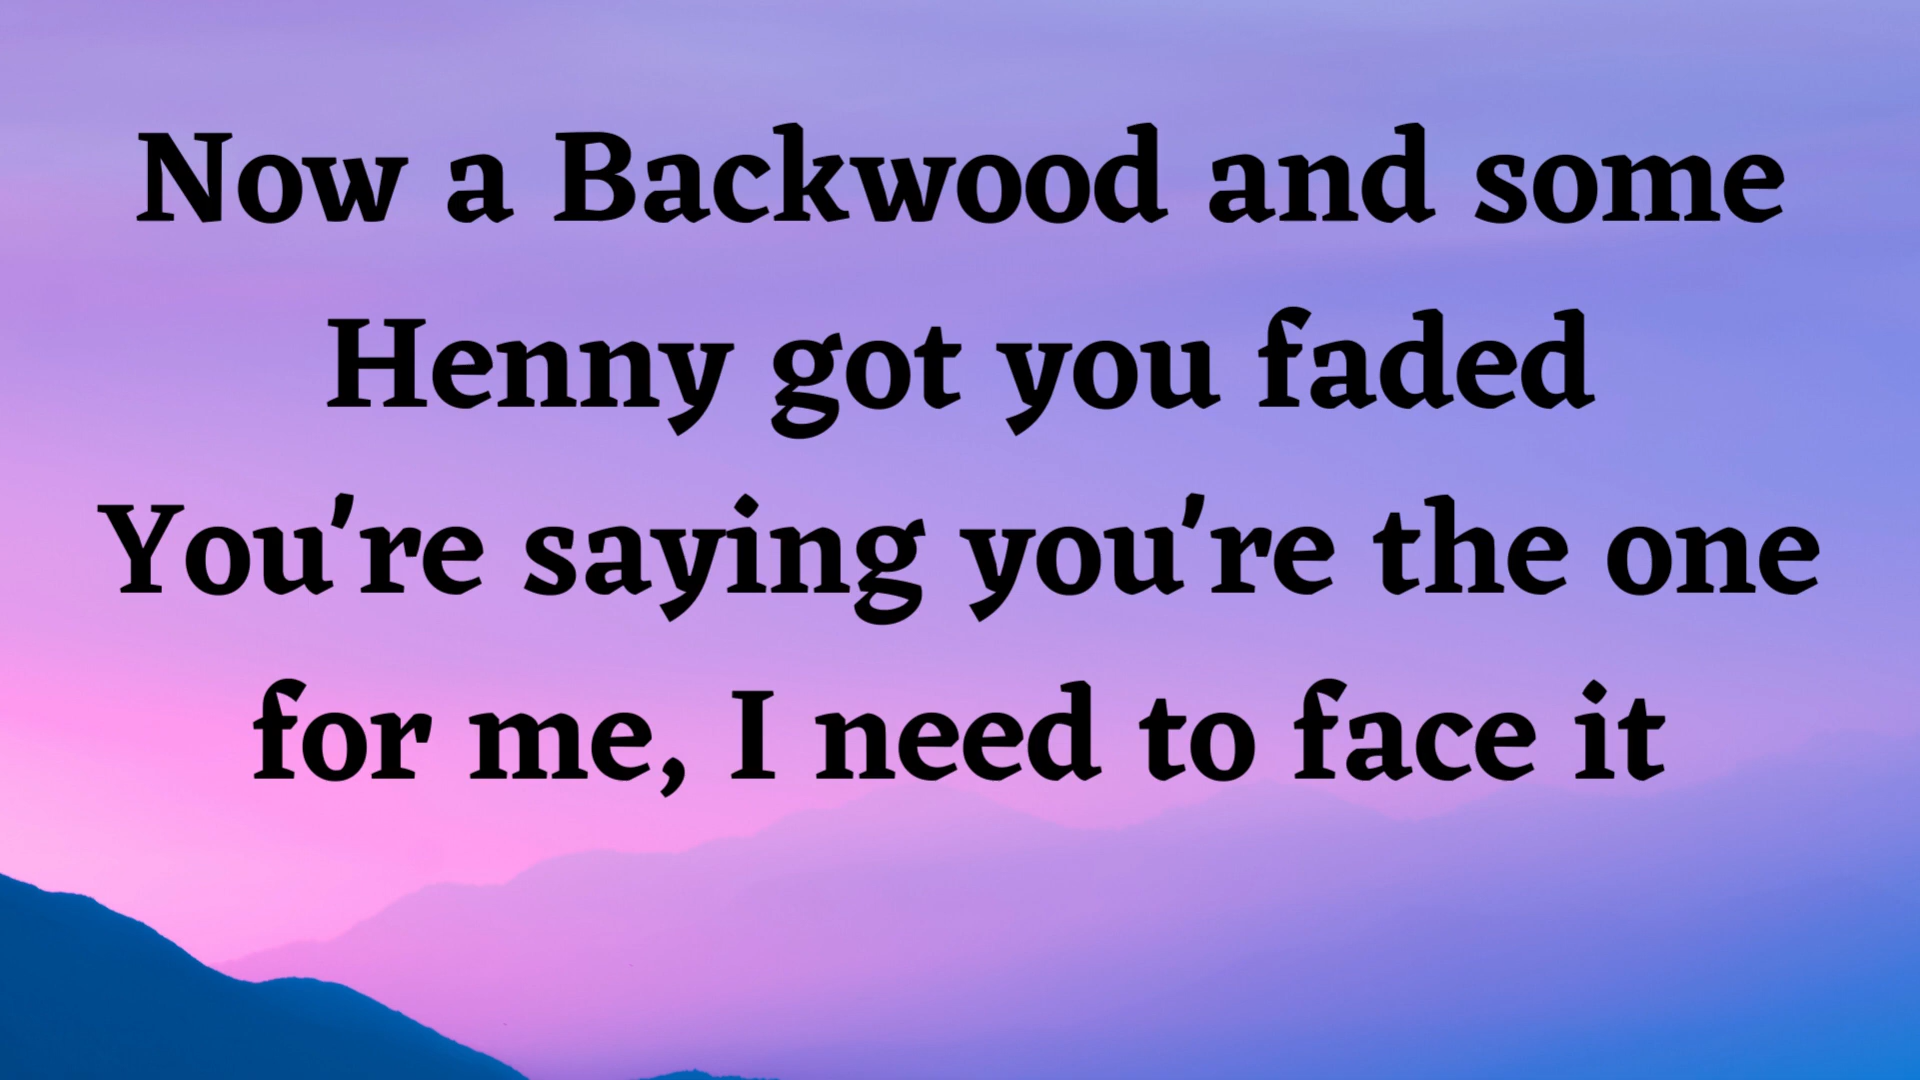 Now a Backwood and some
Henny got you faded
You're saying you're the one
for me, I need to face it